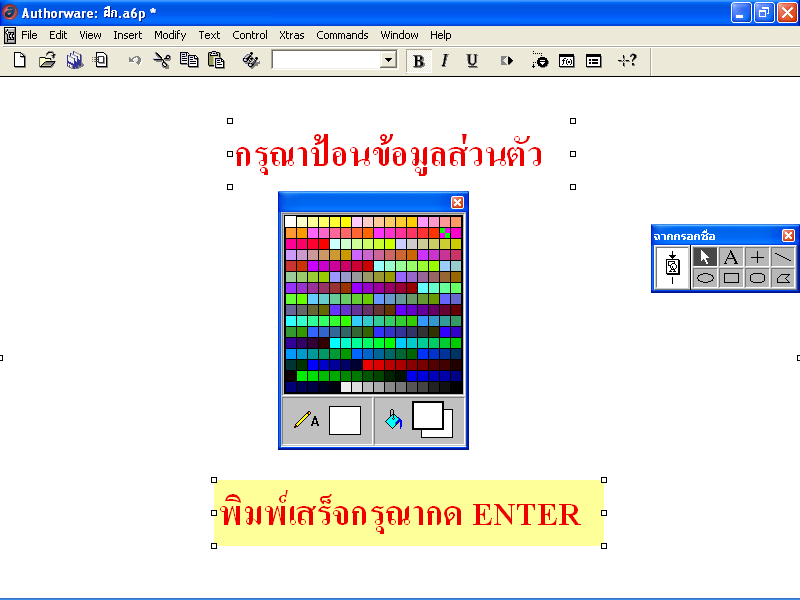 Authorware: ฝึก.a6p *
File Edit View Insert Modify Text Control Xtras Commands Window Help
B I U
กรุณาป้อนข้อมูลส่วนตัว
จากกรอกชื่อ
A
A
พิมพ์เสร็จกรุณากด ENTER